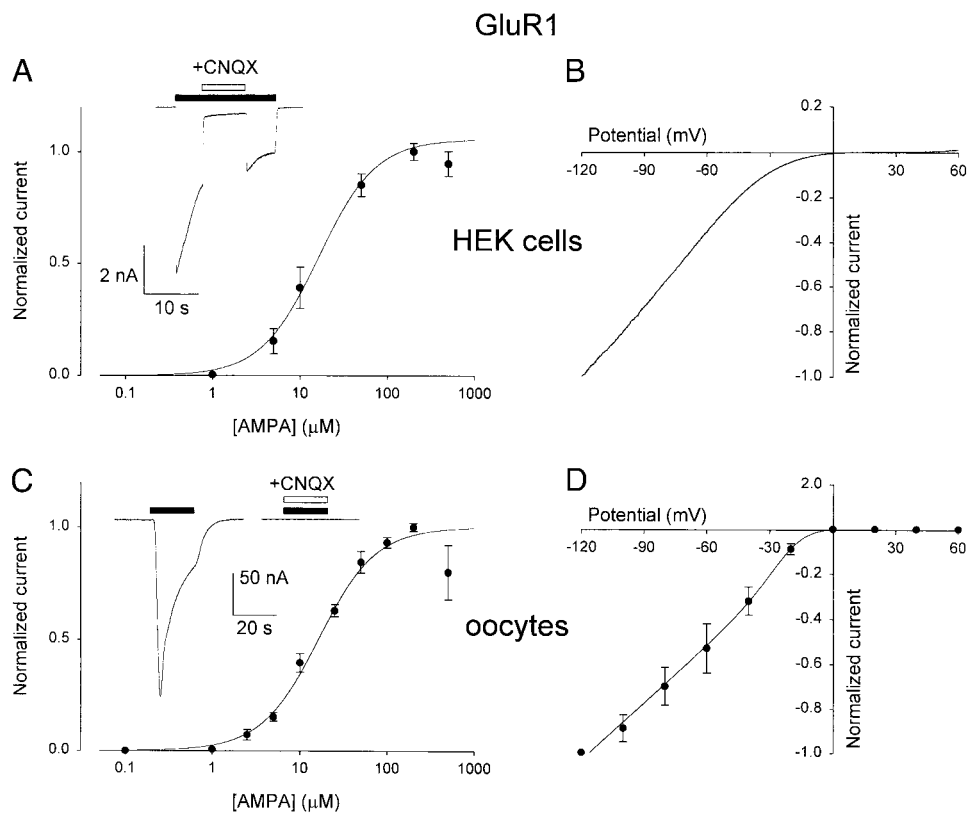 GluR1
A
+CNQX
Normalized current
1.0
0.5
0.0
2 nA
10 s
0.1 1 10 100 1000
[AMPA] (μM)
B
Potential (mV)
-120 -90 -60 30 60
0.2
-0.2
-0.4
-0.6
-0.8
-1.0
Normalized current
HEK cells
C
+CNQX
Normalized current
1.0
0.5
0.0
50 nA
20 s
0.1 1 10 100 1000
[AMPA] (μM)
D
Potential (mV)
-120 -90 -60 -30 30 60
2.0
-0.2
-0.4
-0.6
-0.8
-1.0
Normalized current
oocytes